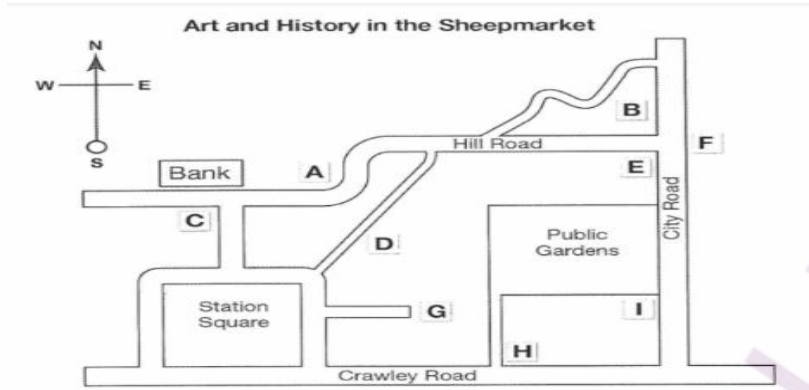 Art and History in the Sheepmarket
N
W
E
S
B
Hill Road
F
A
E
Bank
C
City Road
D
Public
Gardens
Station
Square
G
I
H
Crawley Road